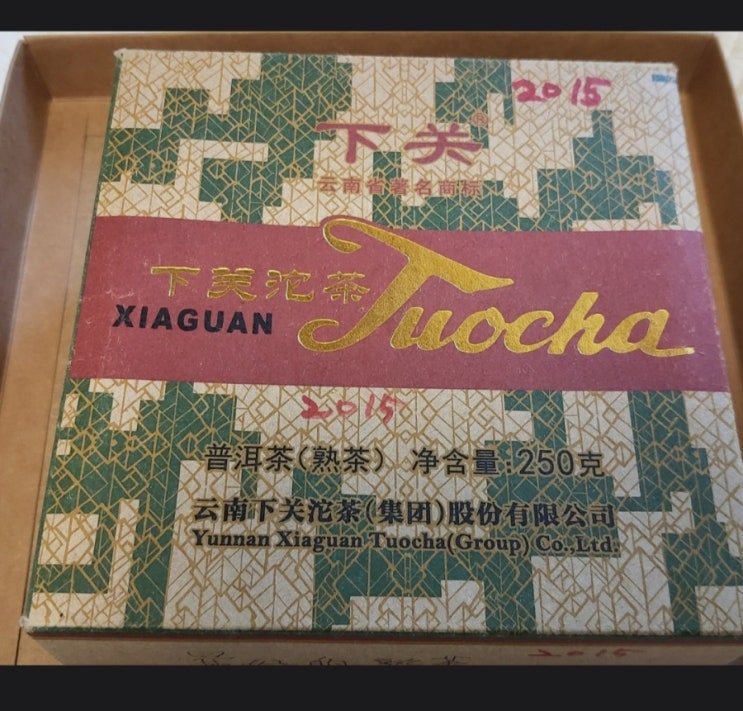 2015
下关®
云南省著名商标
下关沱茶
XIAGUAN
Tuocha
2015
普洱茶(熟茶) 净含量:250克
云南下关沱茶(集团)股份有限公司
Yunnan Xiaguan Tuocha(Group) Co.,Ltd.
2015